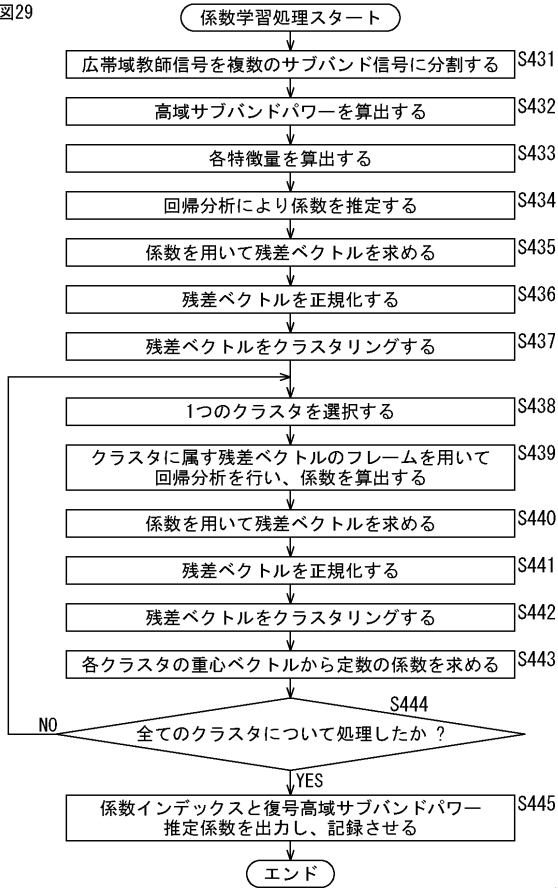 図29
係数学習処理スタート
広帯域教師信号を複数のサブバンド信号に分割する S431
高域サブバンドパワーを算出する S432
各特徴量を算出する S433
回帰分析により係数を推定する S434
係数を用いて残差ベクトルを求める S435
残差ベクトルを正規化する S436
残差ベクトルをクラスタリングする S437
1つのクラスタを選択する S438
クラスタに属す残差ベクトルのフレームを用いて S439
回帰分析を行い、係数を算出する
係数を用いて残差ベクトルを求める S440
残差ベクトルを正規化する S441
残差ベクトルをクラスタリングする S442
各クラスタの重心ベクトルから定数の係数を求める S443
S444
NO 全てのクラスタについて処理したか ?
YES
係数インデックスと復号高域サブバンドパワー S445
推定係数を出力し、記録させる
エンド